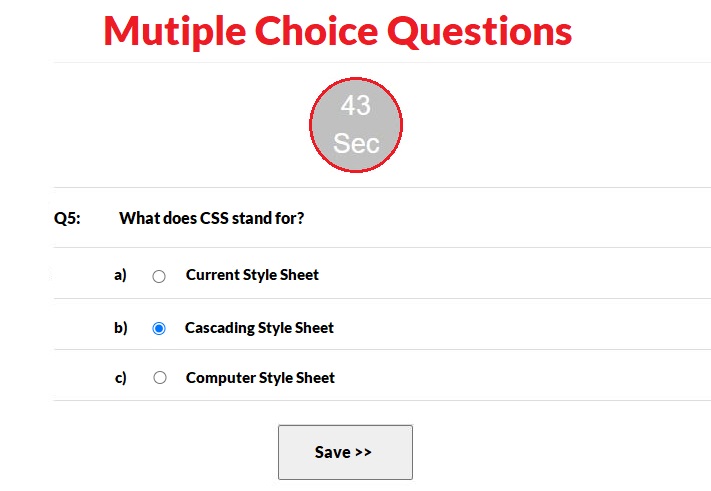 Mutiple Choice Questions
43
Sec
Q5: What does CSS stand for?
a) Current Style Sheet
b) Cascading Style Sheet
c) Computer Style Sheet
Save >>